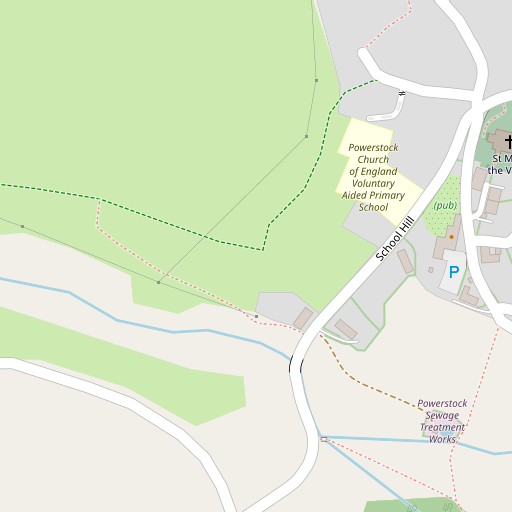 Powerstock
Church
of England
Voluntary
Aided Primary
School
St M
the V
(pub)
School Hill
P
Powerstock
Sewage
Treatment
Works